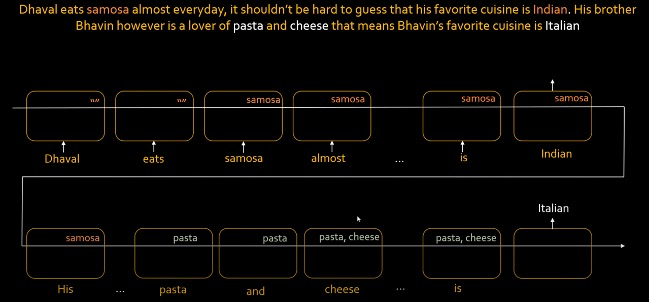 Dhaval eats samosa almost everyday, it shouldn't be hard to guess that his favorite cuisine is Indian. His brother
Bhavin however is a lover of pasta and cheese that means Bhavin's favorite cuisine is Italian
"" "" samosa samosa samosa samosa
Dhaval eats samosa almost ... is Indian
Italian
samosa pasta pasta pasta, cheese pasta, cheese
His ... pasta and cheese ... is